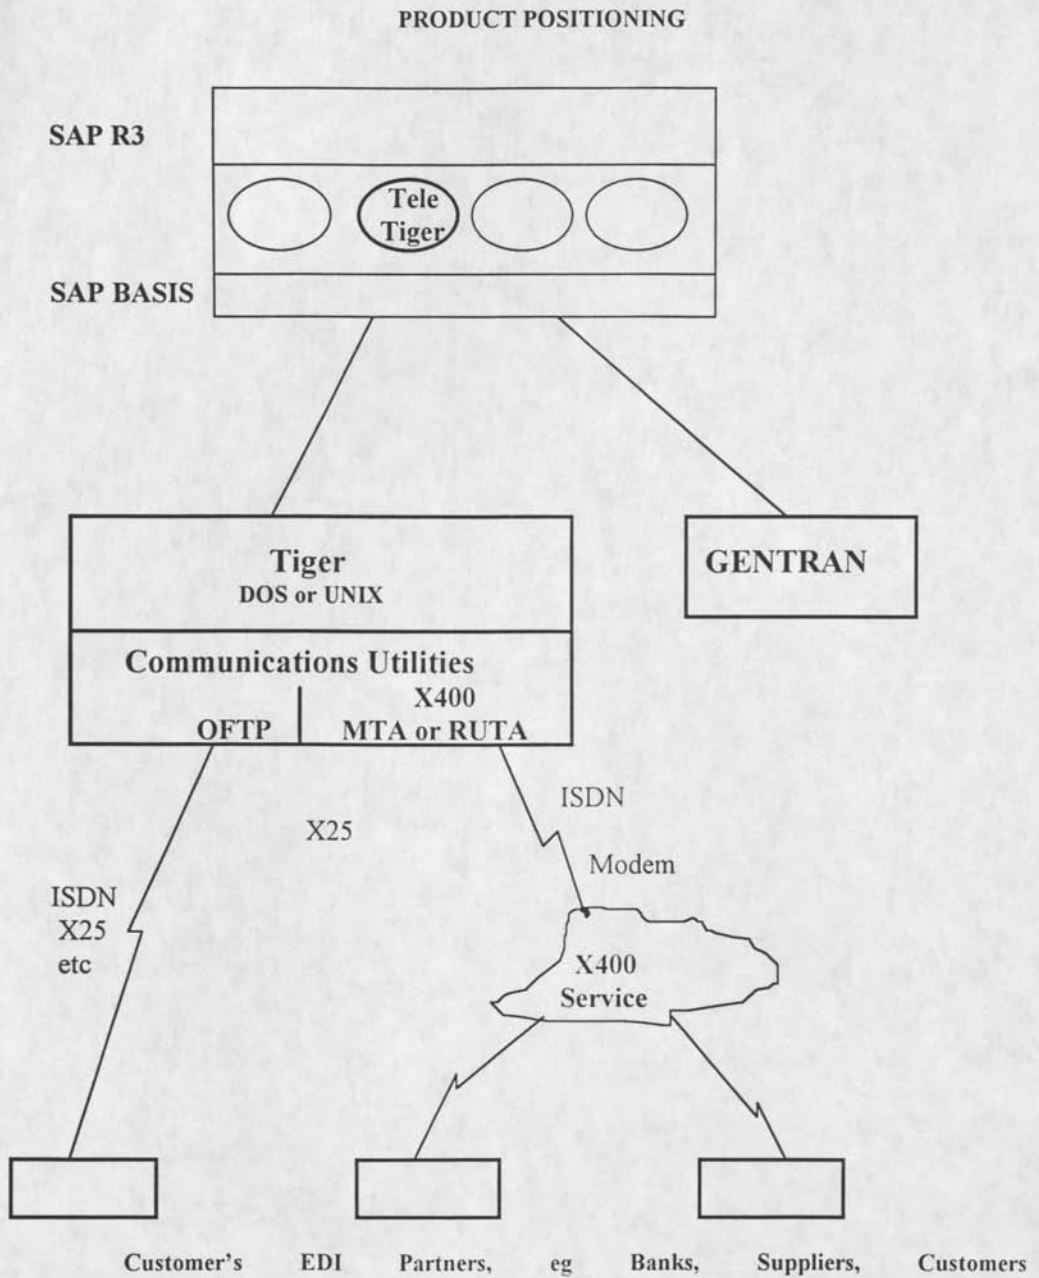 PRODUCT POSITIONING
SAP R3
Tele
Tiger
SAP BASIS
Tiger
DOS or UNIX
GENTRAN
Communications Utilities
OFTP
X400
MTA or RUTA
ISDN
X25
Modem
ISDN
X25
etc
X400
Service
Customer's EDI Partners, eg Banks, Suppliers, Customers